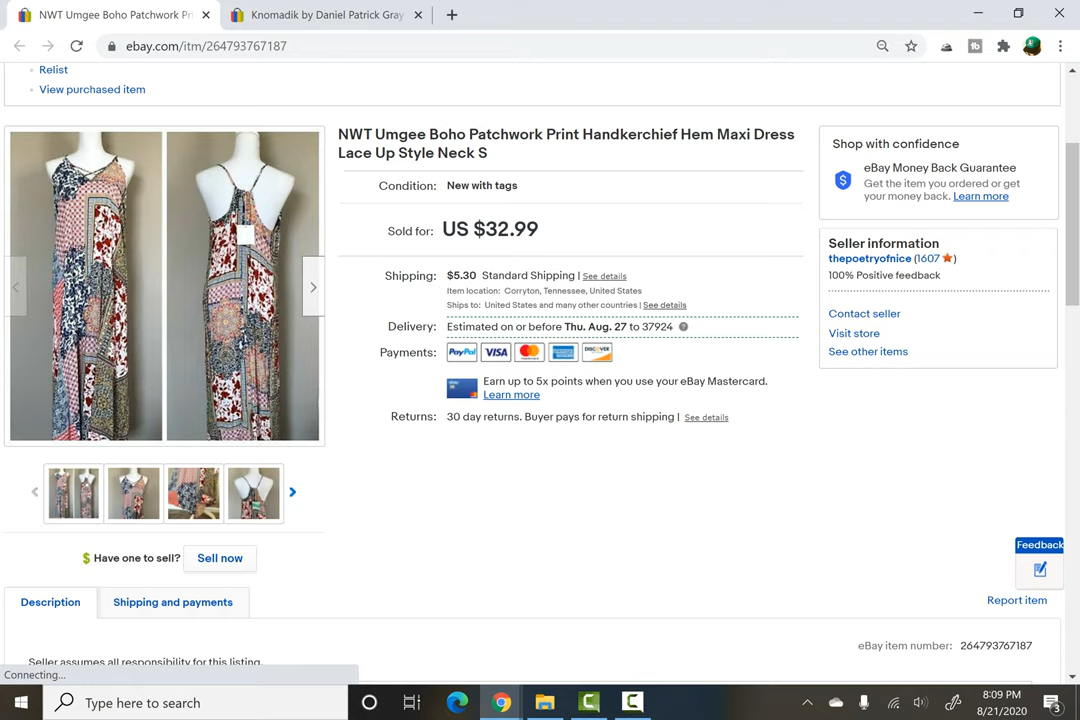 NWT Umgee Boho Patchwork Pri
Knomadik by Daniel Patrick Gray
ebay.com/itm/264793767187
Relist
View purchased item
NWT Umgee Boho Patchwork Print Handkerchief Hem Maxi Dress
Lace Up Style Neck S
Condition: New with tags
Sold for: US $32.99
Shipping: $5.30 Standard Shipping | See details
Item location: Corryton, Tennessee, United States
Ships to: United States and many other countries | See details
Delivery: Estimated on or before Thu. Aug. 27 to 37924 ?
Payments: PayPal VISA DISCOVER
Earn up to 5x points when you use your eBay Mastercard.
Learn more
Returns: 30 day returns. Buyer pays for return shipping | See details
Shop with confidence
eBay Money Back Guarantee
Get the item you ordered or get
your money back. Learn more
Seller information
thepoetryofnice (1607 )
100% Positive feedback
Contact seller
Visit store
See other items
$ Have one to sell? Sell now
Feedback
Description
Shipping and payments
Report item
eBay item number: 264793767187
Seller assumes all responsibility for this listing.
Connecting...
Type here to search
8:09 PM
8/21/2020
3